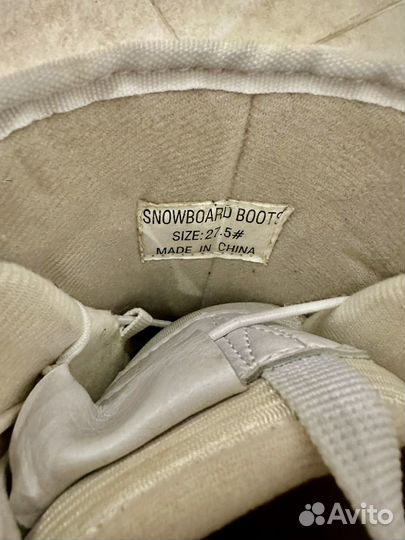 SNOWBOARD BOOTS
SIZE: 27.5#
MADE IN CHINA
Avito